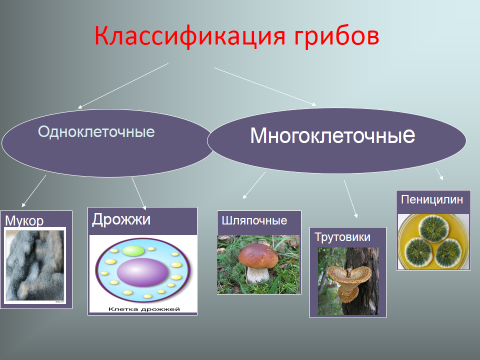 Классификация грибов
Одноклеточные
Многоклеточные
Мукор
Дрожжи
Клетка дрожжей
Шляпочные
Трутовики
Пеницилин